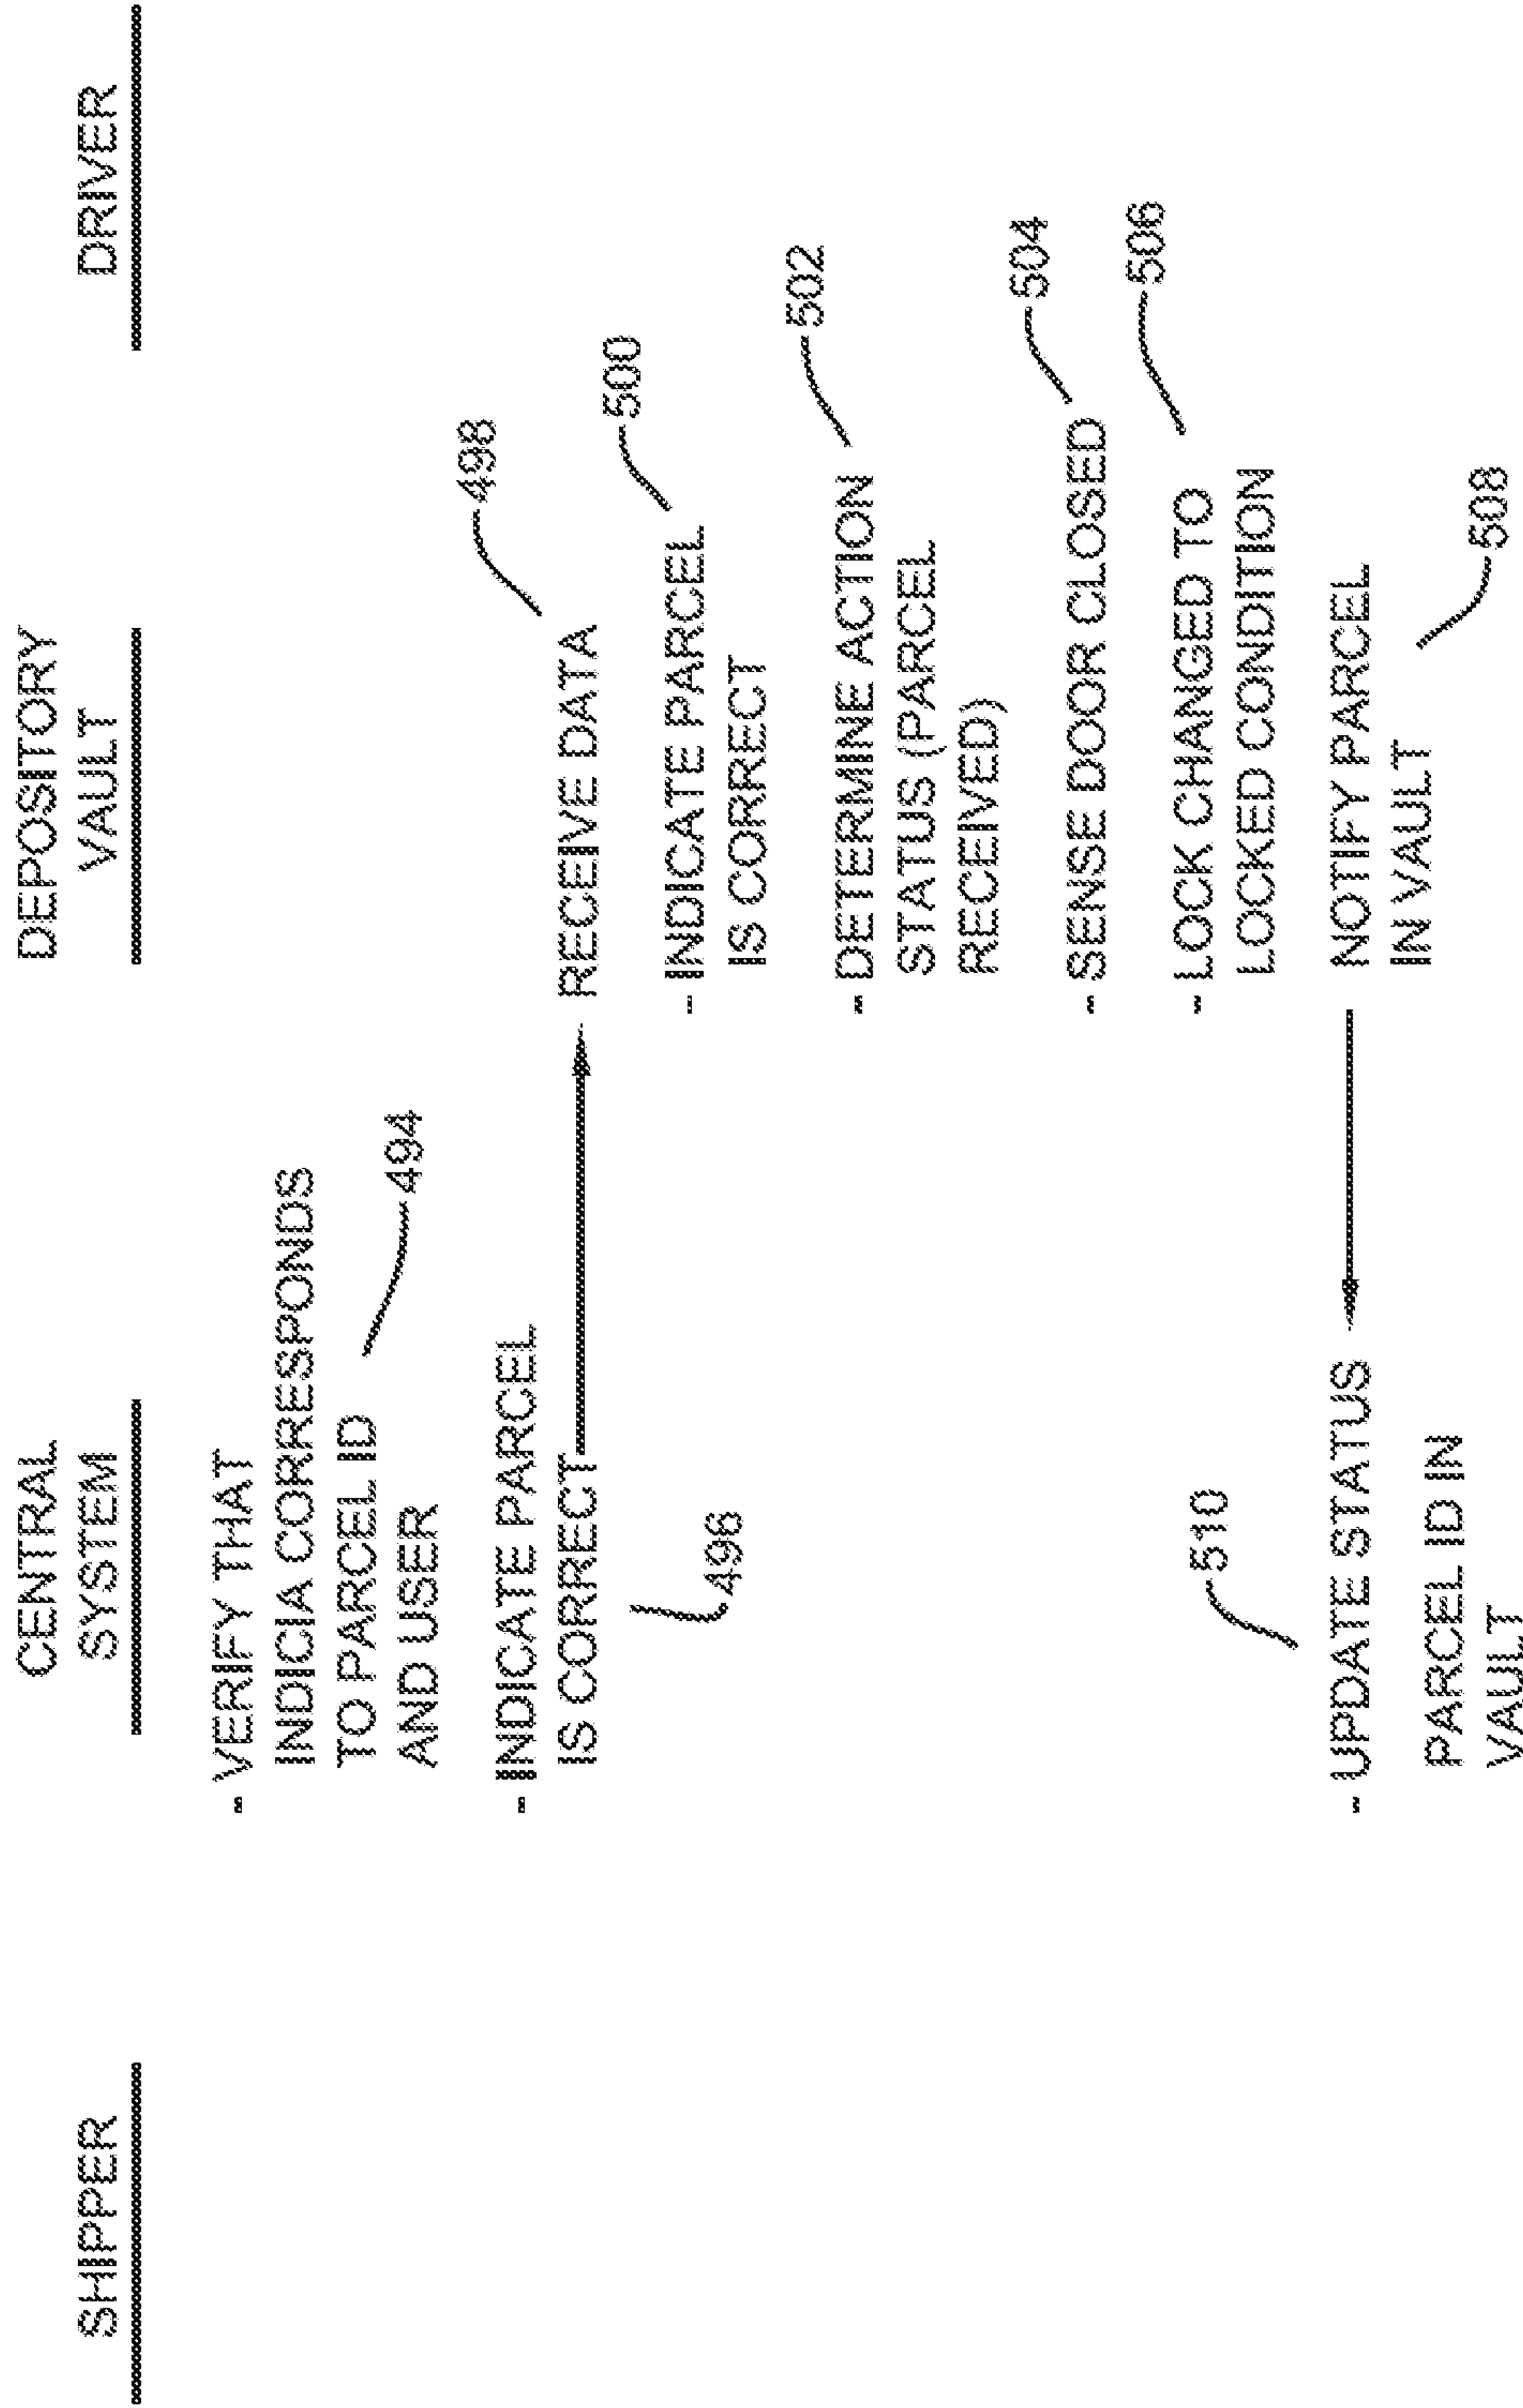 SHIPPER
CENTRAL
SYSTEM
DEPOSITORY
VAULT
DRIVER
- VERIFY THAT
INDICIA CORRESPONDS
TO PARCEL ID
AND USER
494
- INDICATE PARCEL
IS CORRECT
496
RECEIVE DATA
498
- INDICATE PARCEL
IS CORRECT
500
- DETERMINE ACTION
STATUS (PARCEL
RECEIVED)
502
- SENSE DOOR CLOSED
504
- LOCK CHANGED TO
LOCKED CONDITION
506
NOTIFY PARCEL
IN VAULT
508
- UPDATE STATUS
510
PARCEL ID IN
VAULT